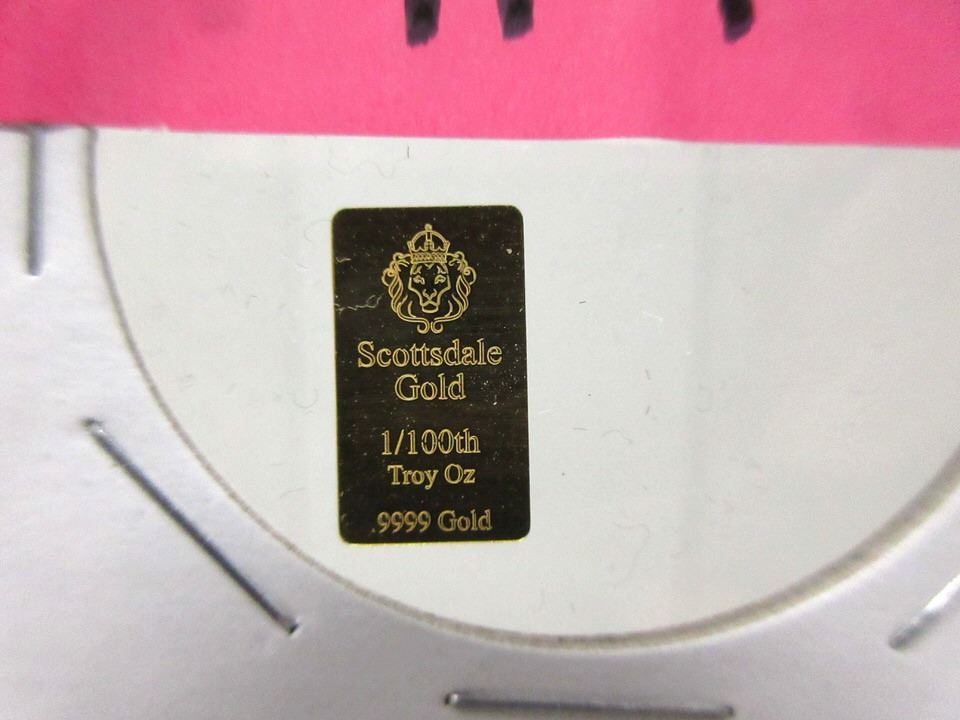 Scottsdale
Gold
1/100th
Troy Oz
.9999 Gold